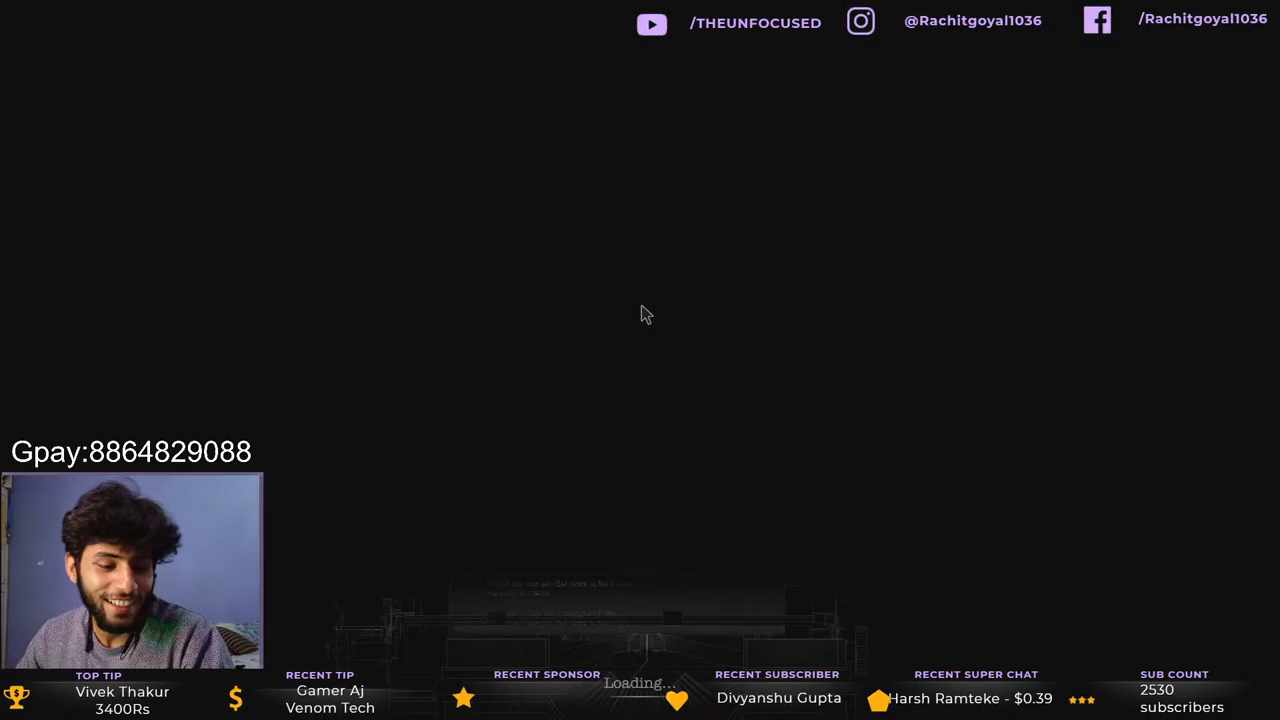 /THEUNFOCUSED @Rachitgoyal1036 /Rachitgoyal1036
Gpay:8864829088
Loading...
TOP TIP
Vivek Thakur
3400Rs
RECENT TIP
Gamer Aj
Venom Tech
RECENT SPONSOR
RECENT SUBSCRIBER
Divyanshu Gupta
RECENT SUPER CHAT
Harsh Ramteke - $0.39
SUB COUNT
2530
subscribers